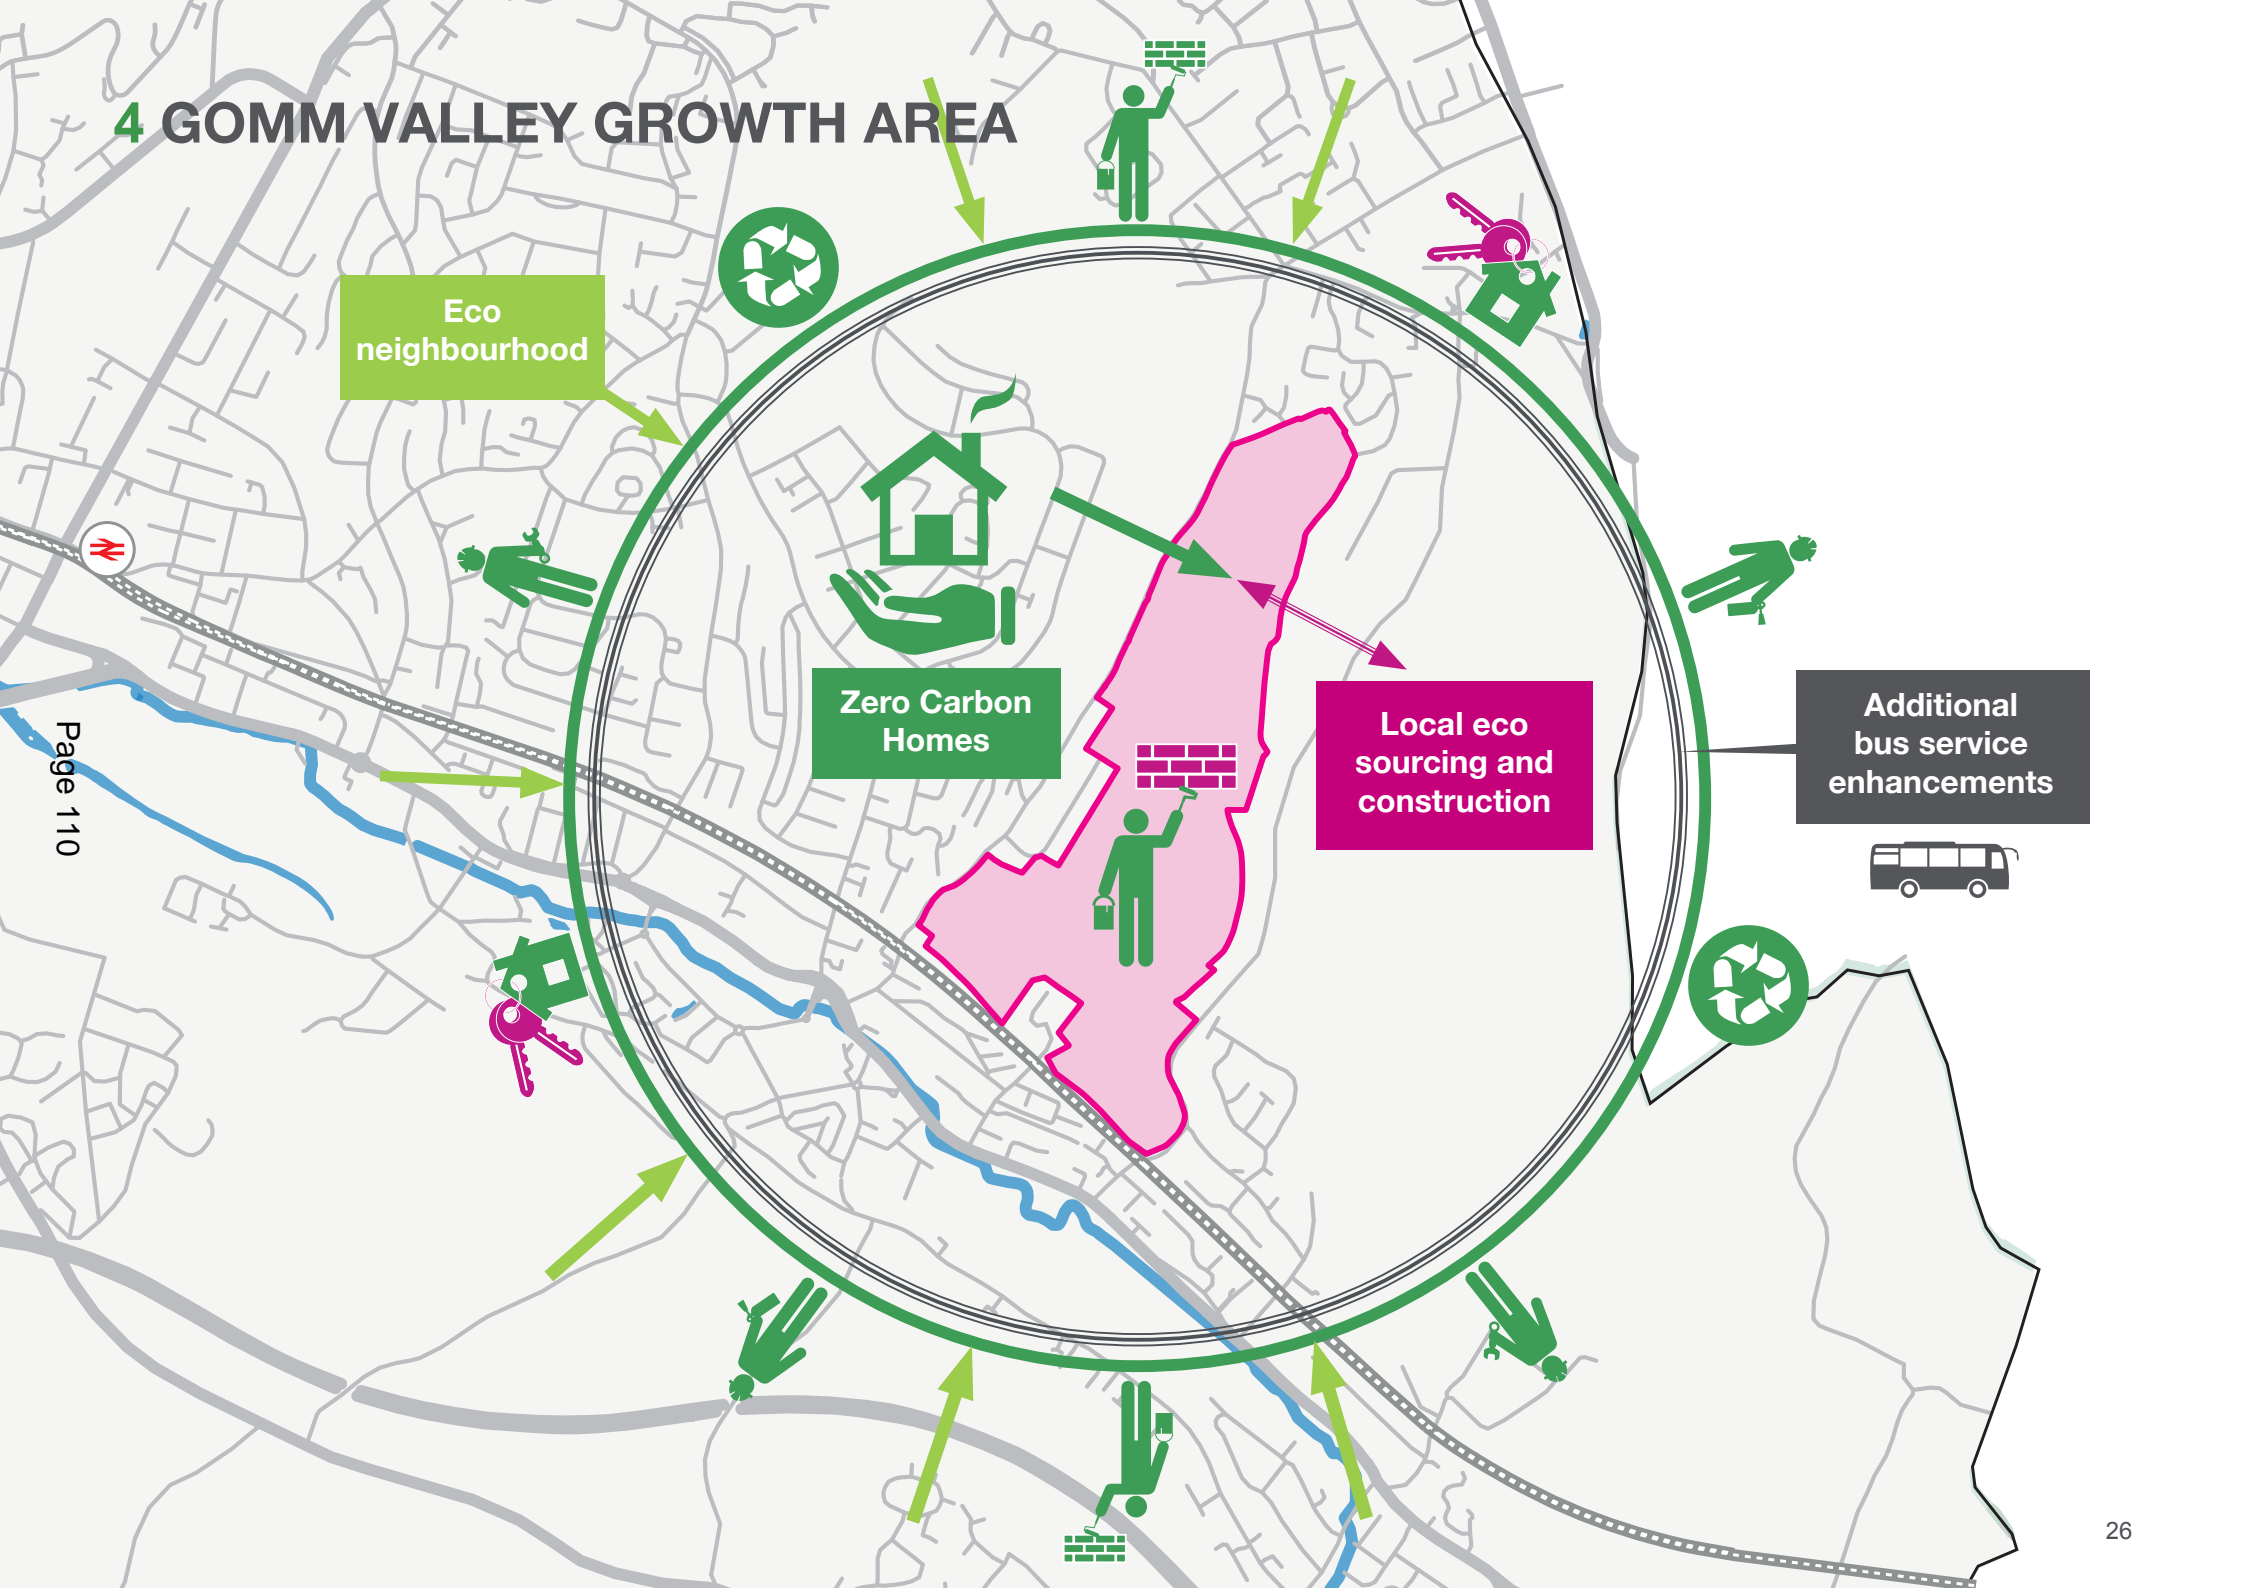 4 GOMM VALLEY GROWTH AREA
Eco
neighbourhood
Zero Carbon
Homes
Local eco
sourcing and
construction
Additional
bus service
enhancements
Page 110
26